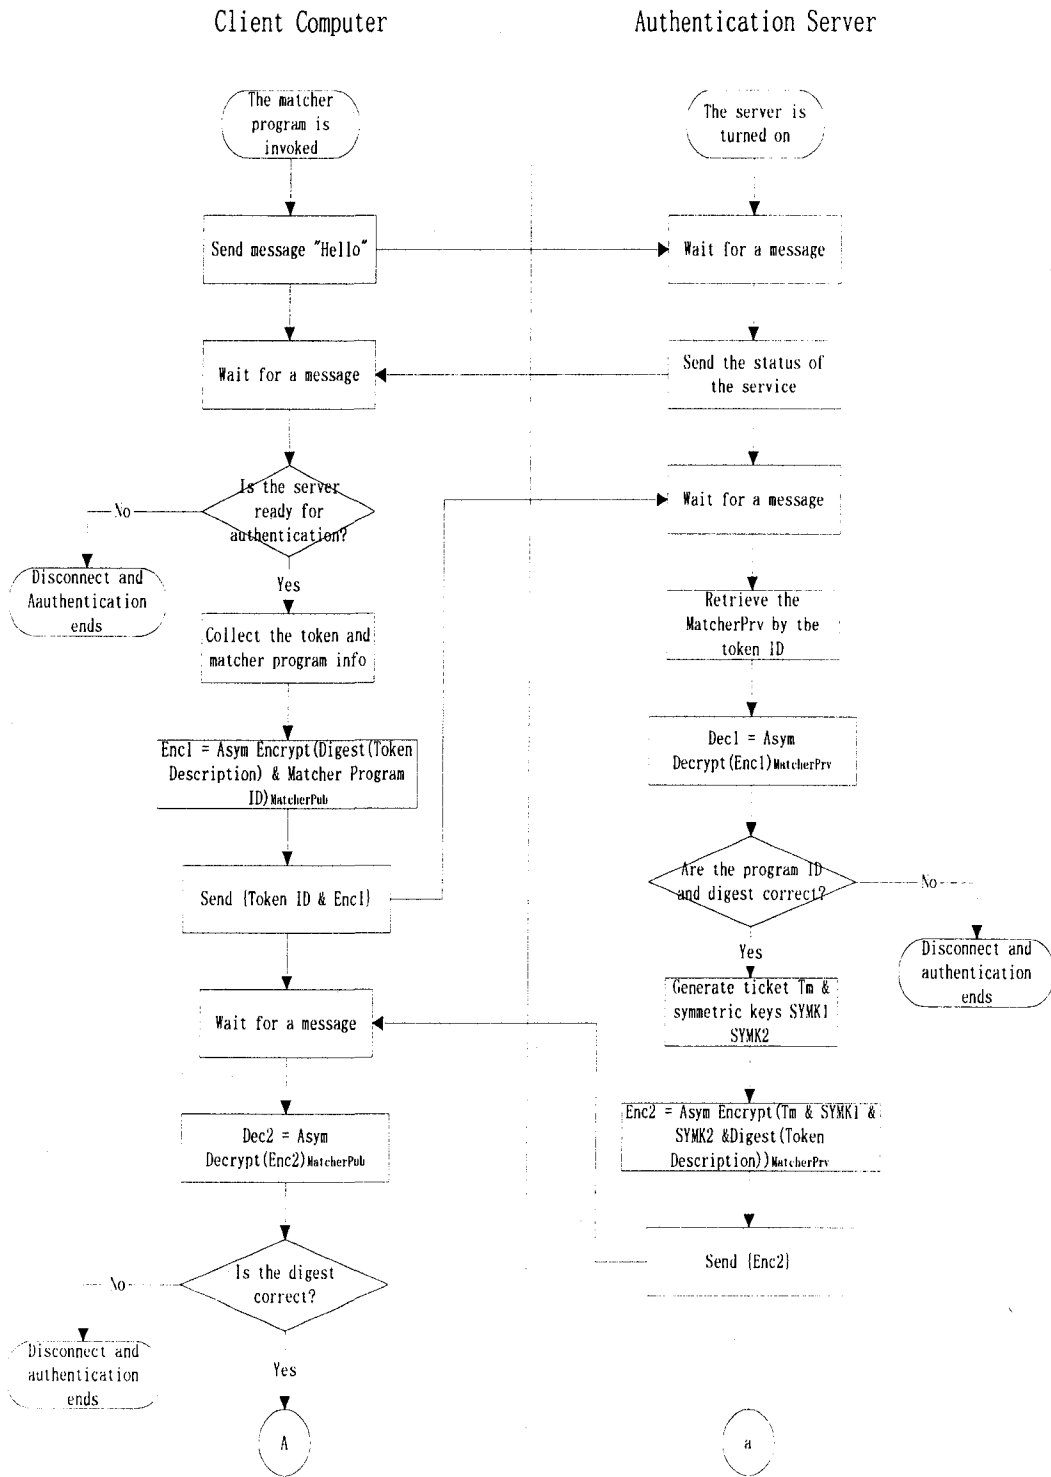 Client Computer
Authentication Server
The matcher
program is
invoked
The server is
turned on
Send message "Hello"
Wait for a message
Wait for a message
Send the status of
the service
Is the server
ready for
authentication?
No
Wait for a message
Disconnect and
Aauthentication
ends
Yes
Collect the token and
matcher program info
Retrieve the
MatcherPrv by the
token ID
Enc1 = Asym Encrypt(Digest(Token
Description) & Matcher Program
ID)MatcherPub
Dec1 = Asym
Decrypt(Enc1)MatcherPrv
Send {Token ID & Enc1}
Are the program ID
and digest correct?
No
Disconnect and
authentication
ends
Yes
Wait for a message
Generate ticket Tm &
symmetric keys SYMK1
SYMK2
Dec2 = Asym
Decrypt(Enc2)MatcherPub
Enc2 = Asym Encrypt(Tm & SYMK1 &
SYMK2 &Digest(Token
Description))MatcherPrv
Is the digest
correct?
No
Send {Enc2}
Disconnect and
authentication
ends
Yes
A
a